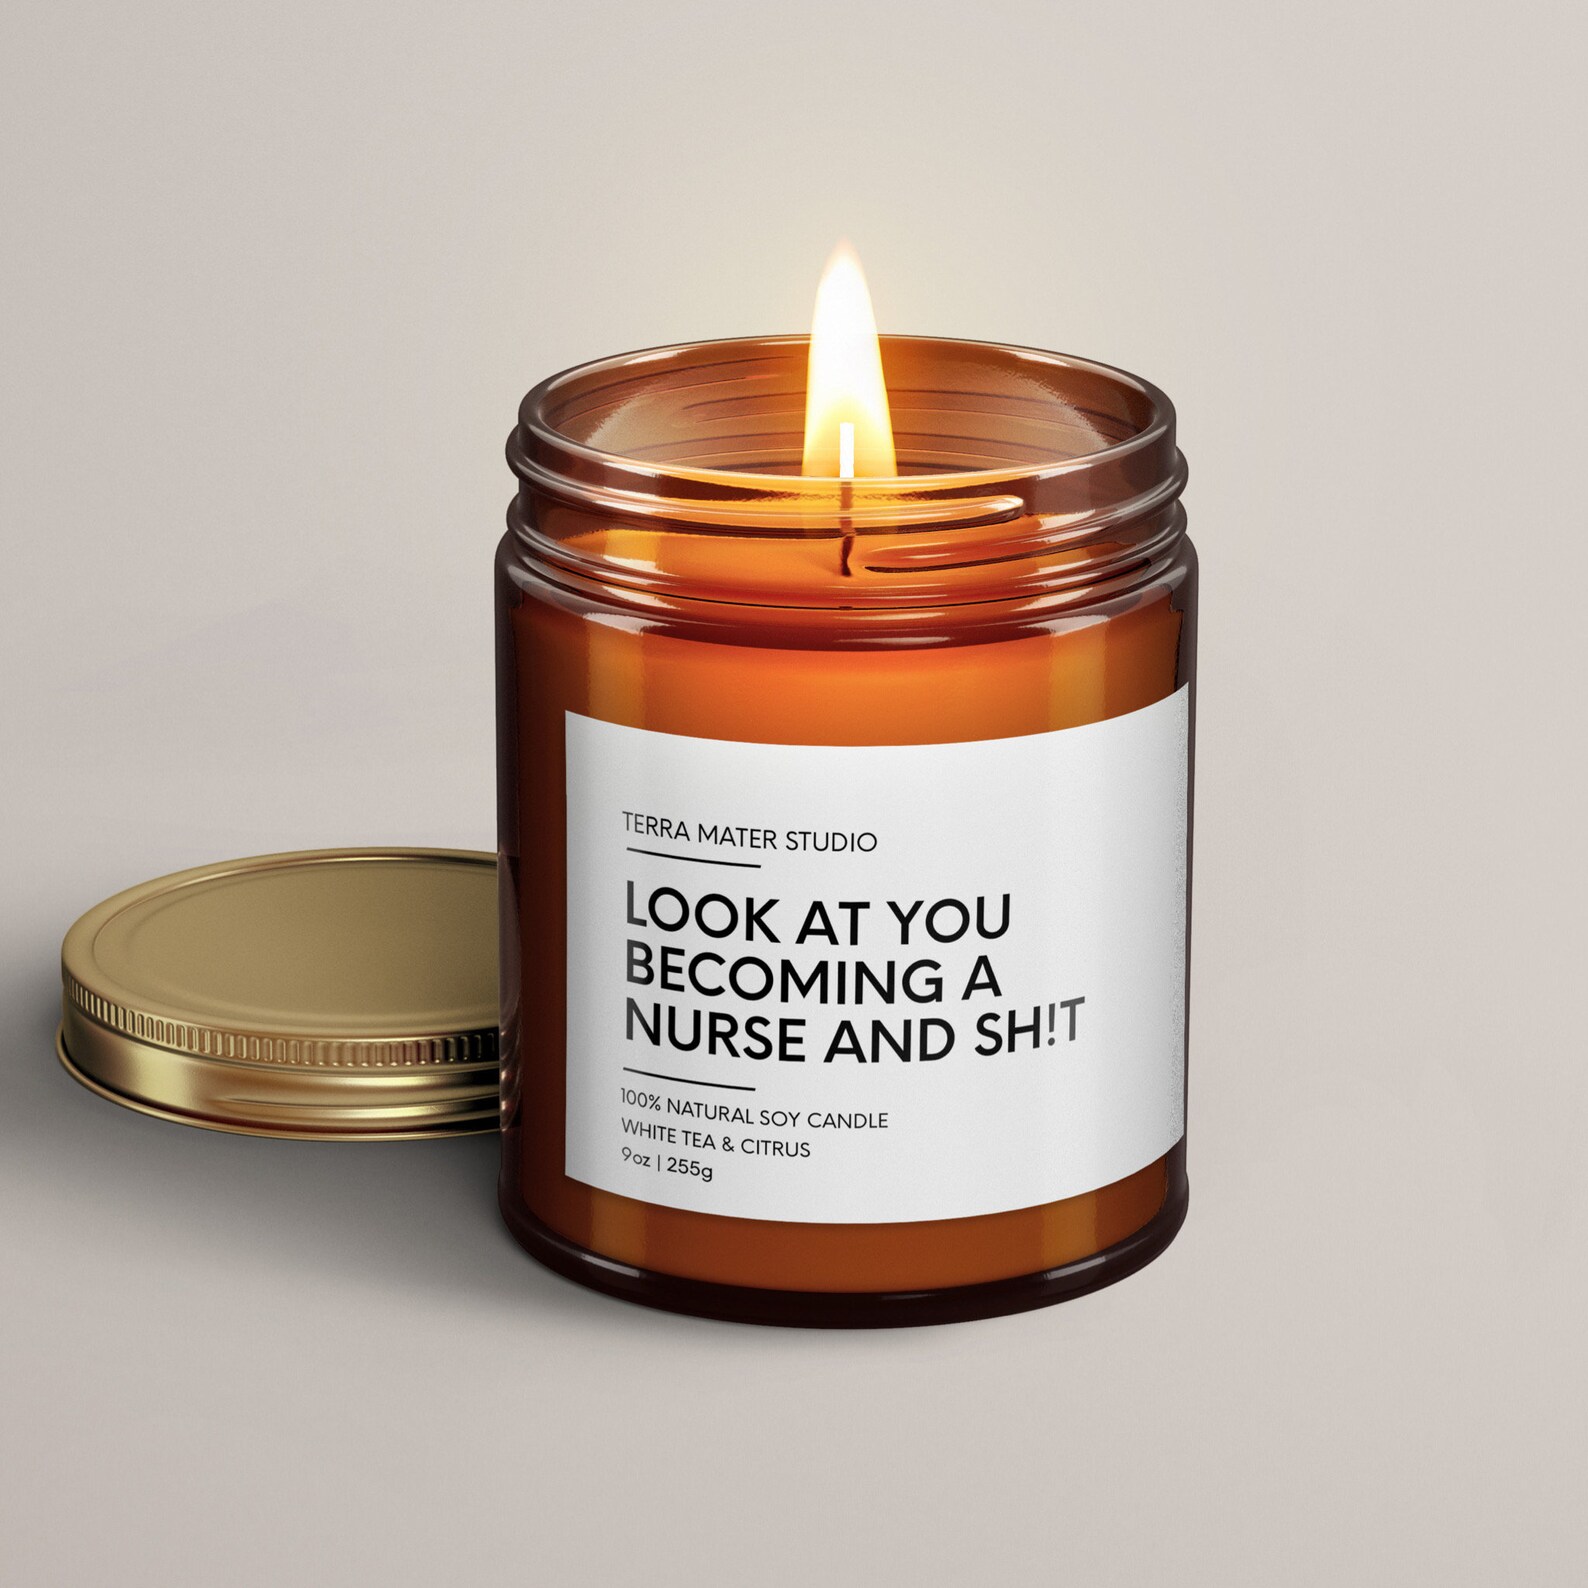 TERRA MATER STUDIO
LOOK AT YOU
BECOMING A
NURSE AND SH!T
100% NATURAL SOY CANDLE
WHITE TEA & CITRUS
9oz | 255g